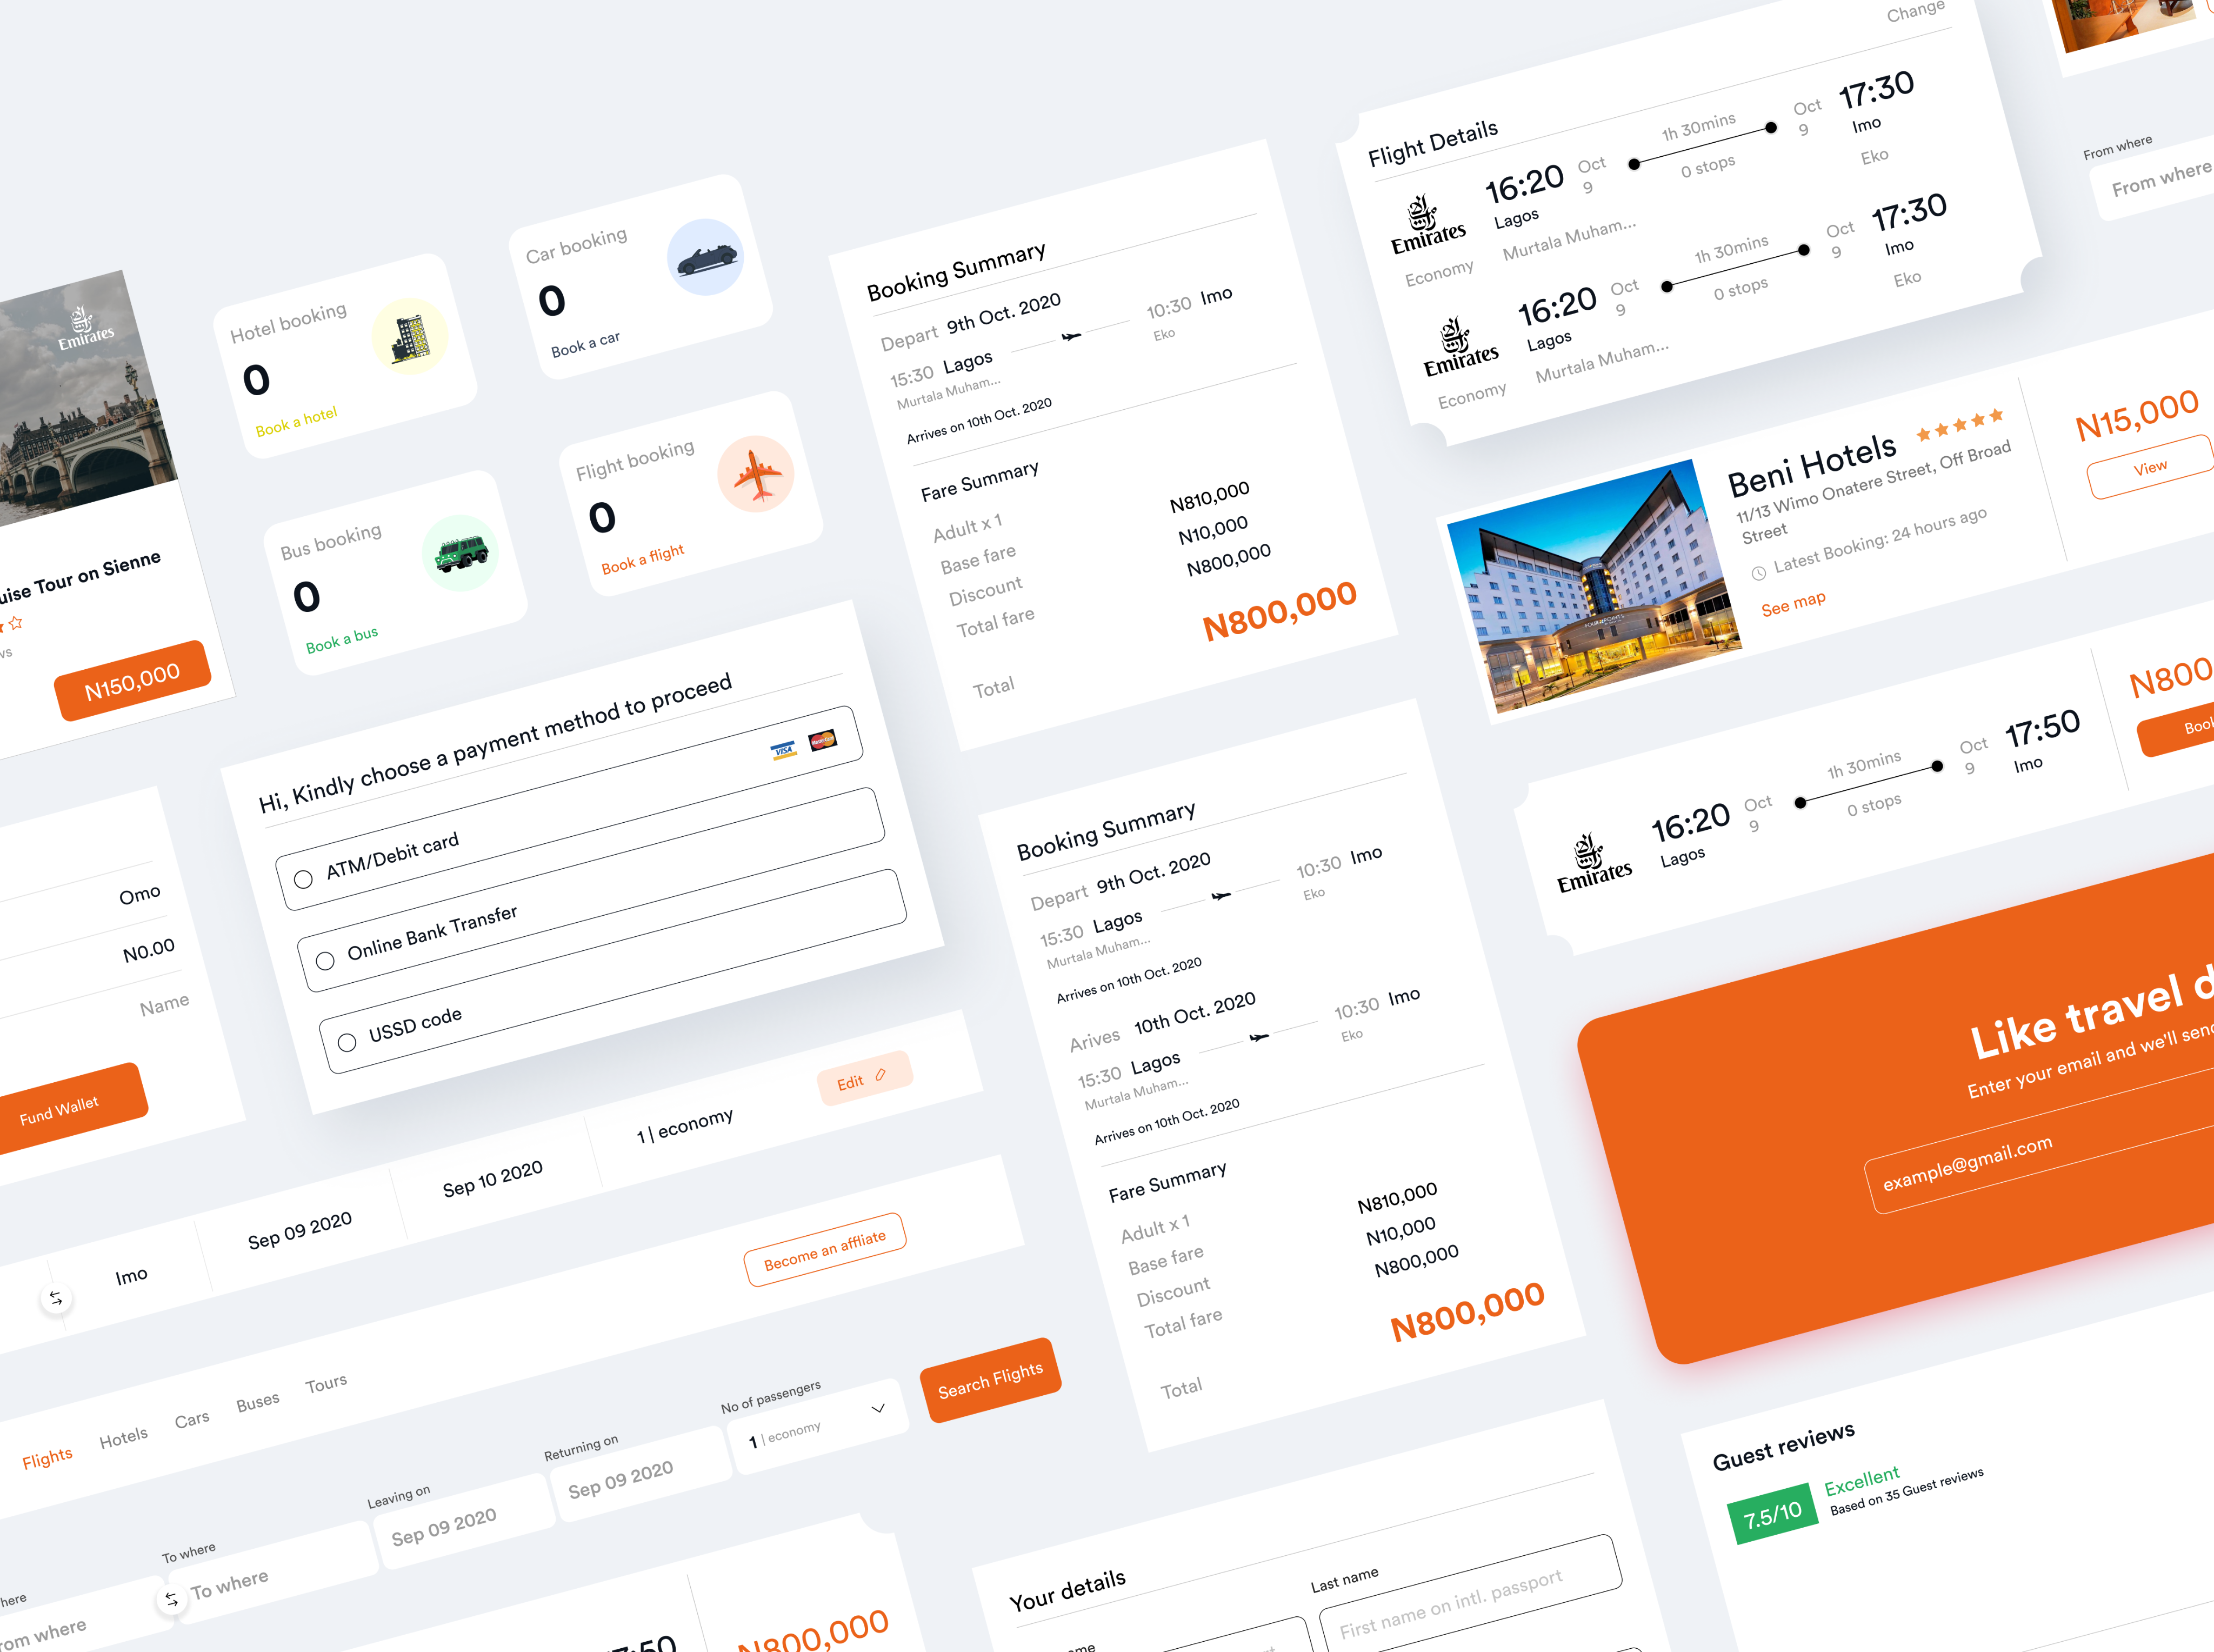 Emirates
uise Tour on Sienne
ws
N150,000
Hotel booking
0
Book a hotel
Car booking
0
Book a car
Bus booking
0
Book a bus
Flight booking
0
Book a flight
Booking Summary
Depart 9th Oct. 2020
15:30 Lagos
10:30 Imo
Murtala Muham...
Eko
Arrives on 10th Oct. 2020
Fare Summary
Adult x 1
N810,000
Base fare
N10,000
Discount
N800,000
Total fare
N800,000
Total
Change
Flight Details
Emirates
16:20
Oct
9
1h 30mins
0 stops
Oct
9
17:30
Lagos
Imo
Economy
Murtala Muham...
Eko
Emirates
16:20
Oct
9
1h 30mins
0 stops
Oct
9
17:30
Lagos
Imo
Economy
Murtala Muham...
Eko
From where
From where
Beni Hotels
11/13 Wimo Onatere Street, Off Broad
Street
Latest Booking: 24 hours ago
See map
N15,000
View
FOUR POINTS
Emirates
16:20
Lagos
Oct
9
1h 30mins
0 stops
Oct
9
17:50
Imo
N800
Book
Hi, Kindly choose a payment method to proceed
ATM/Debit card
VISA
MasterCard
Online Bank Transfer
USSD code
Omo
N0.00
Name
Fund Wallet
Imo
Sep 09 2020
Sep 10 2020
1 | economy
Edit
Booking Summary
Depart 9th Oct. 2020
15:30 Lagos
10:30 Imo
Murtala Muham...
Eko
Arrives on 10th Oct. 2020
Arives 10th Oct. 2020
15:30 Lagos
10:30 Imo
Murtala Muham...
Eko
Arrives on 10th Oct. 2020
Fare Summary
Adult x 1
N810,000
Base fare
N10,000
Discount
N800,000
Total fare
N800,000
Total
Like travel d
Enter your email and we'll send
example@gmail.com
Become an affliate
Flights
Hotels
Cars
Buses
Tours
here
rom where
To where
To where
Leaving on
Sep 09 2020
Returning on
Sep 09 2020
No of passengers
1 | economy
Search Flights
17:50
N800,000
Your details
Last name
First name on intl. passport
Guest reviews
7.5/10
Excellent
Based on 35 Guest reviews